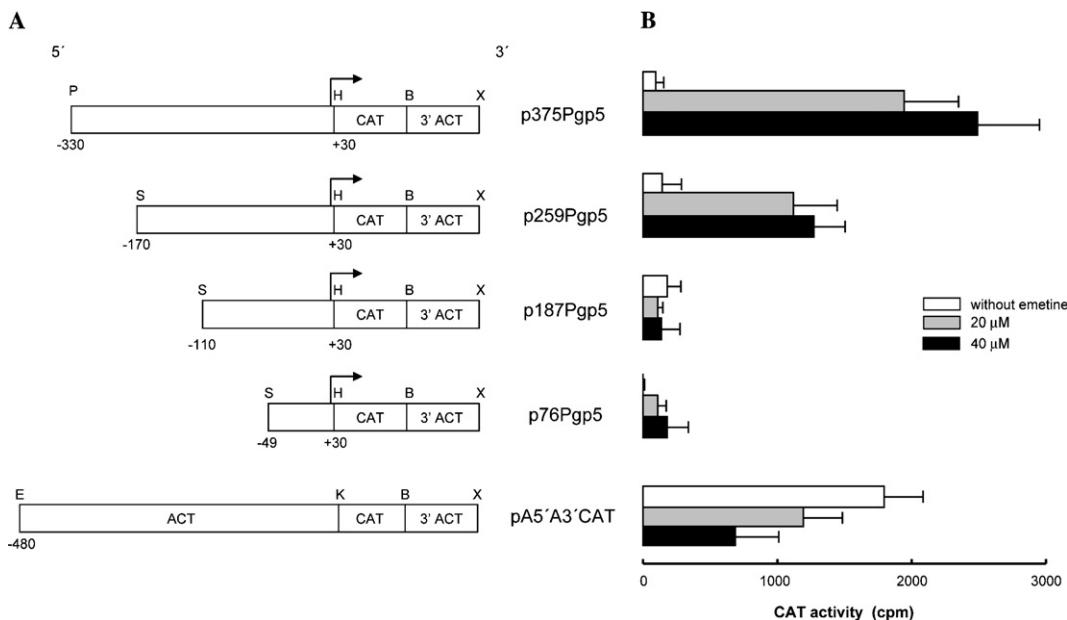 A
B
5´ 3´
P H B X
CAT 3' ACT
-330 +30
p375Pgp5
S H B X
CAT 3' ACT
-170 +30
p259Pgp5
S H B X
CAT 3' ACT
-110 +30
p187Pgp5
S H B X
CAT 3' ACT
-49 +30
p76Pgp5
E K B X
ACT CAT 3' ACT
-480
pA5´A3´CAT
without emetine
20 µM
40 µM
0 1000 2000 3000
CAT activity (cpm)